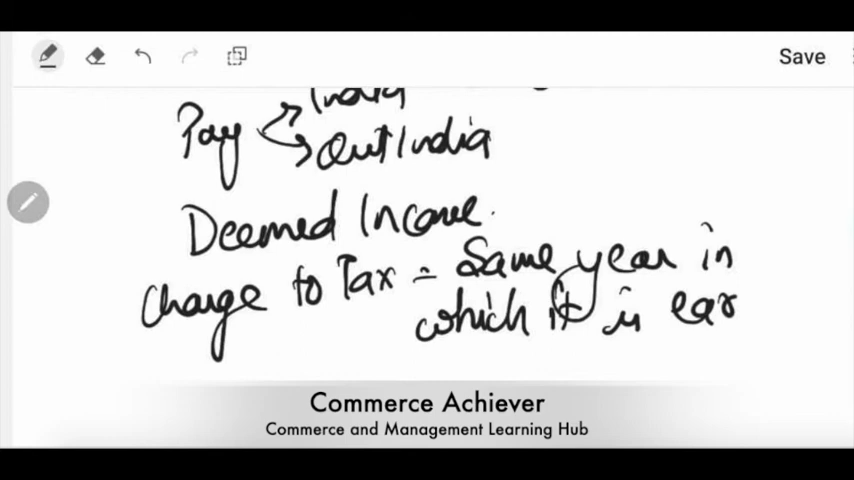 Save
India
Pay
Out India
Deemed Income.
Charge to Tax = Same year in
which it is ear
Commerce Achiever
Commerce and Management Learning Hub